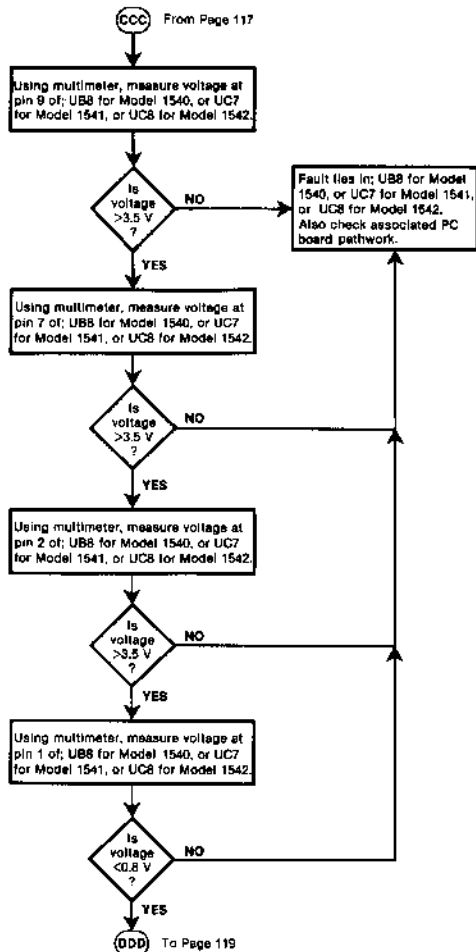 CCC From Page 117
Using multimeter, measure voltage at
pin 9 of; UB8 for Model 1540, or UC7
for Model 1541, or UC8 for Model 1542.
Is
voltage
>3.5 V
?
NO
YES
Fault lies in; UB8 for Model
1540, or UC7 for Model 1541,
or UC8 for Model 1542.
Also check associated PC
board pathwork.
Using multimeter, measure voltage at
pin 7 of; UB8 for Model 1540, or UC7
for Model 1541, or UC8 for Model 1542.
Is
voltage
>3.5 V
?
NO
YES
Using multimeter, measure voltage at
pin 2 of; UB8 for Model 1540, or UC7
for Model 1541, or UC8 for Model 1542.
Is
voltage
>3.5 V
?
NO
YES
Using multimeter, measure voltage at
pin 1 of; UB8 for Model 1540, or UC7
for Model 1541, or UC8 for Model 1542.
Is
voltage
<0.8 V
?
NO
YES
DDD To Page 119